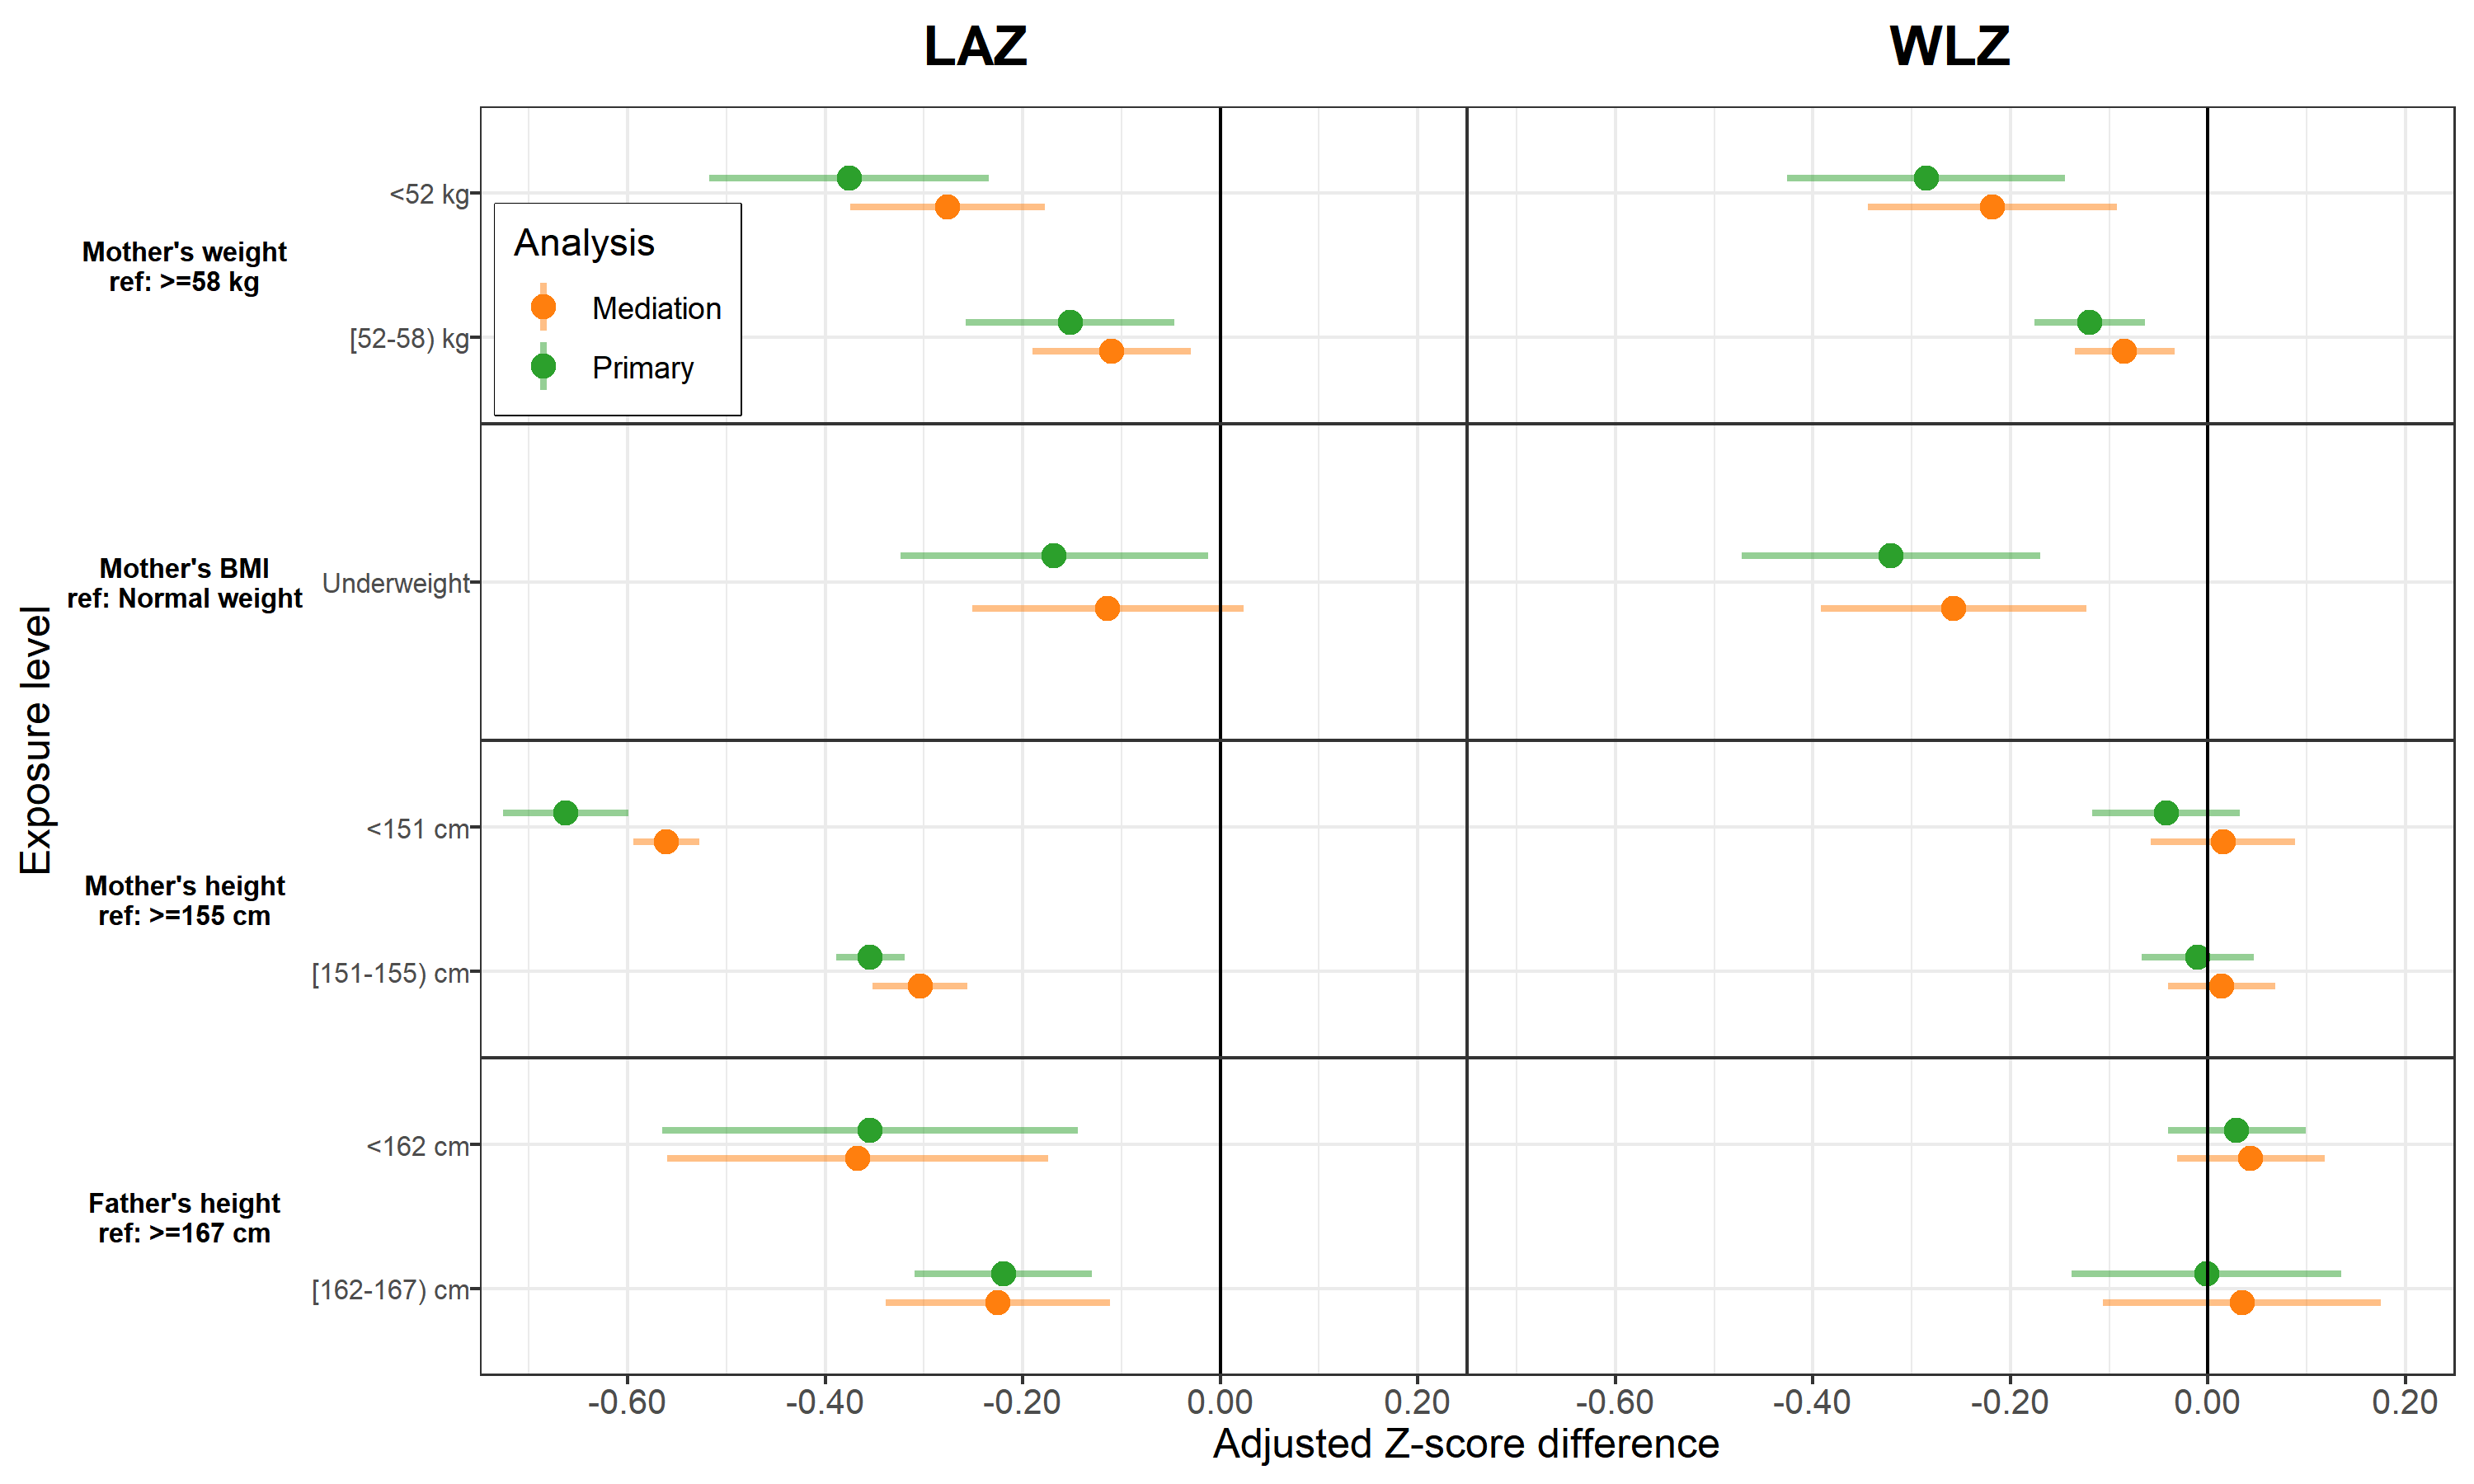 LAZ
WLZ
Exposure level
Mother's weight
ref: >=58 kg
<52 kg
[52-58) kg
Analysis
Mediation
Primary
Mother's BMI
ref: Normal weight
Underweight
Mother's height
ref: >=155 cm
<151 cm
[151-155) cm
Father's height
ref: >=167 cm
<162 cm
[162-167) cm
-0.60 -0.40 -0.20 0.00 0.20 -0.60 -0.40 -0.20 0.00 0.20
Adjusted Z-score difference